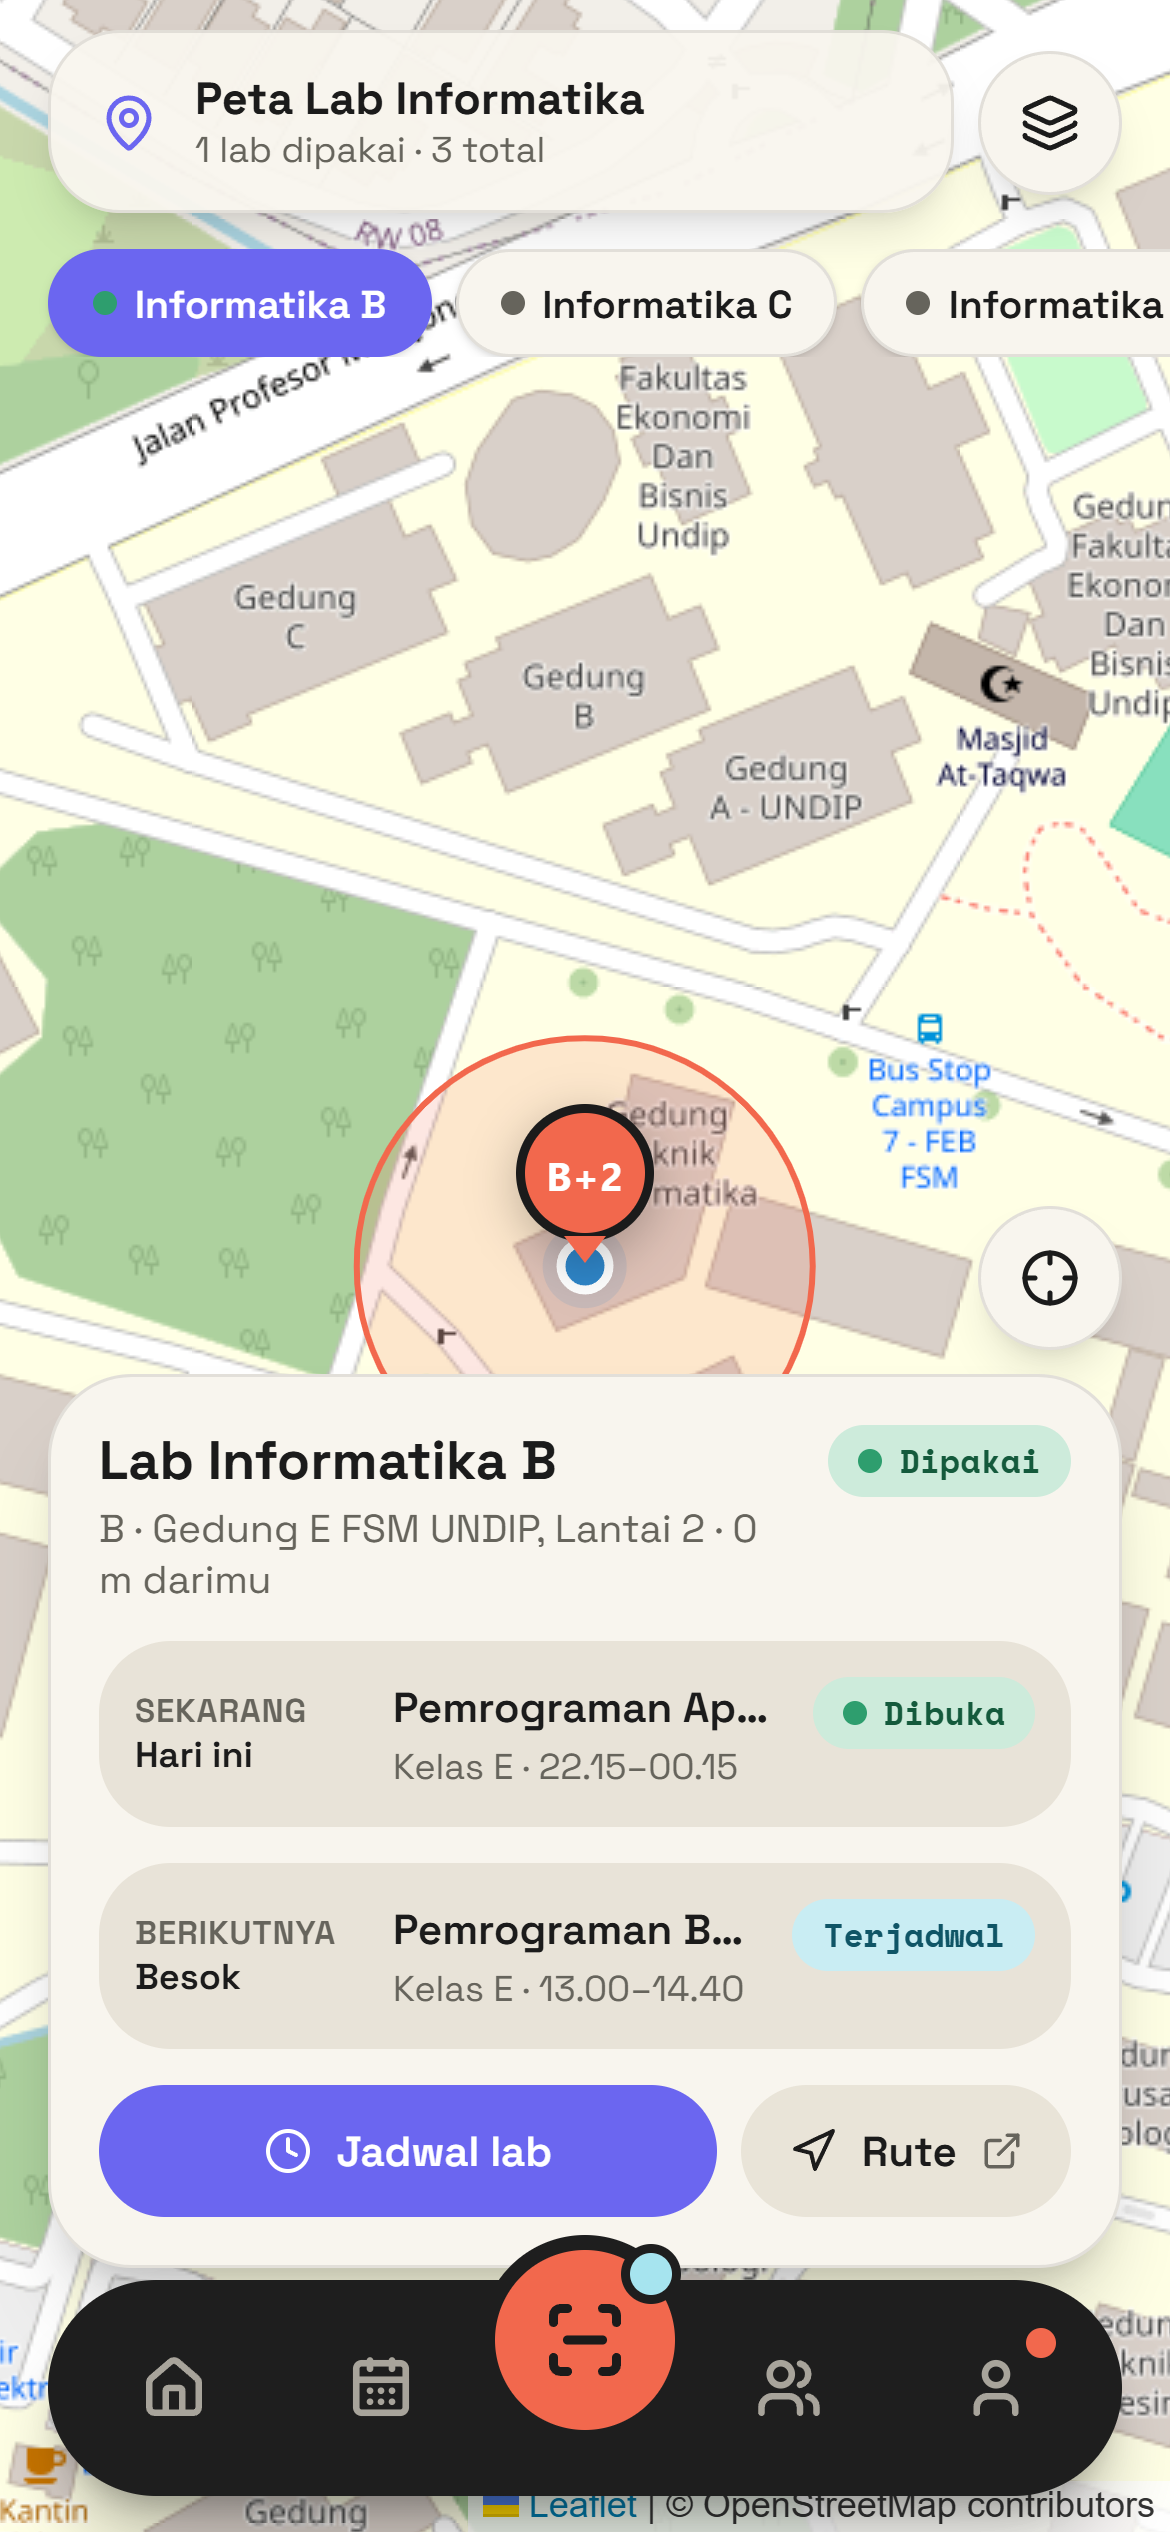 Peta Lab Informatika
1 lab dipakai · 3 total
RW 08
Informatika B
Informatika C
Informatika
Jalan Profesor
Fakultas
Ekonomi
Dan
Bisnis
Undip
Gedung
C
Gedung
B
Gedung
A - UNDIP
Masjid
At-Taqwa
Dan
Bus Stop
Campus
7 - FEB
FSM
Gedung
B+2
Lab Informatika B
Dipakai
B · Gedung E FSM UNDIP, Lantai 2 · 0
m darimu
SEKARANG
Hari ini
Pemrograman Ap...
Kelas E · 22.15–00.15
Dibuka
BERIKUTNYA
Besok
Pemrograman B...
Kelas E · 13.00–14.40
Terjadwal
Jadwal lab
Rute
Kantin
Gedung
Leaflet | © OpenStreetMap contributors